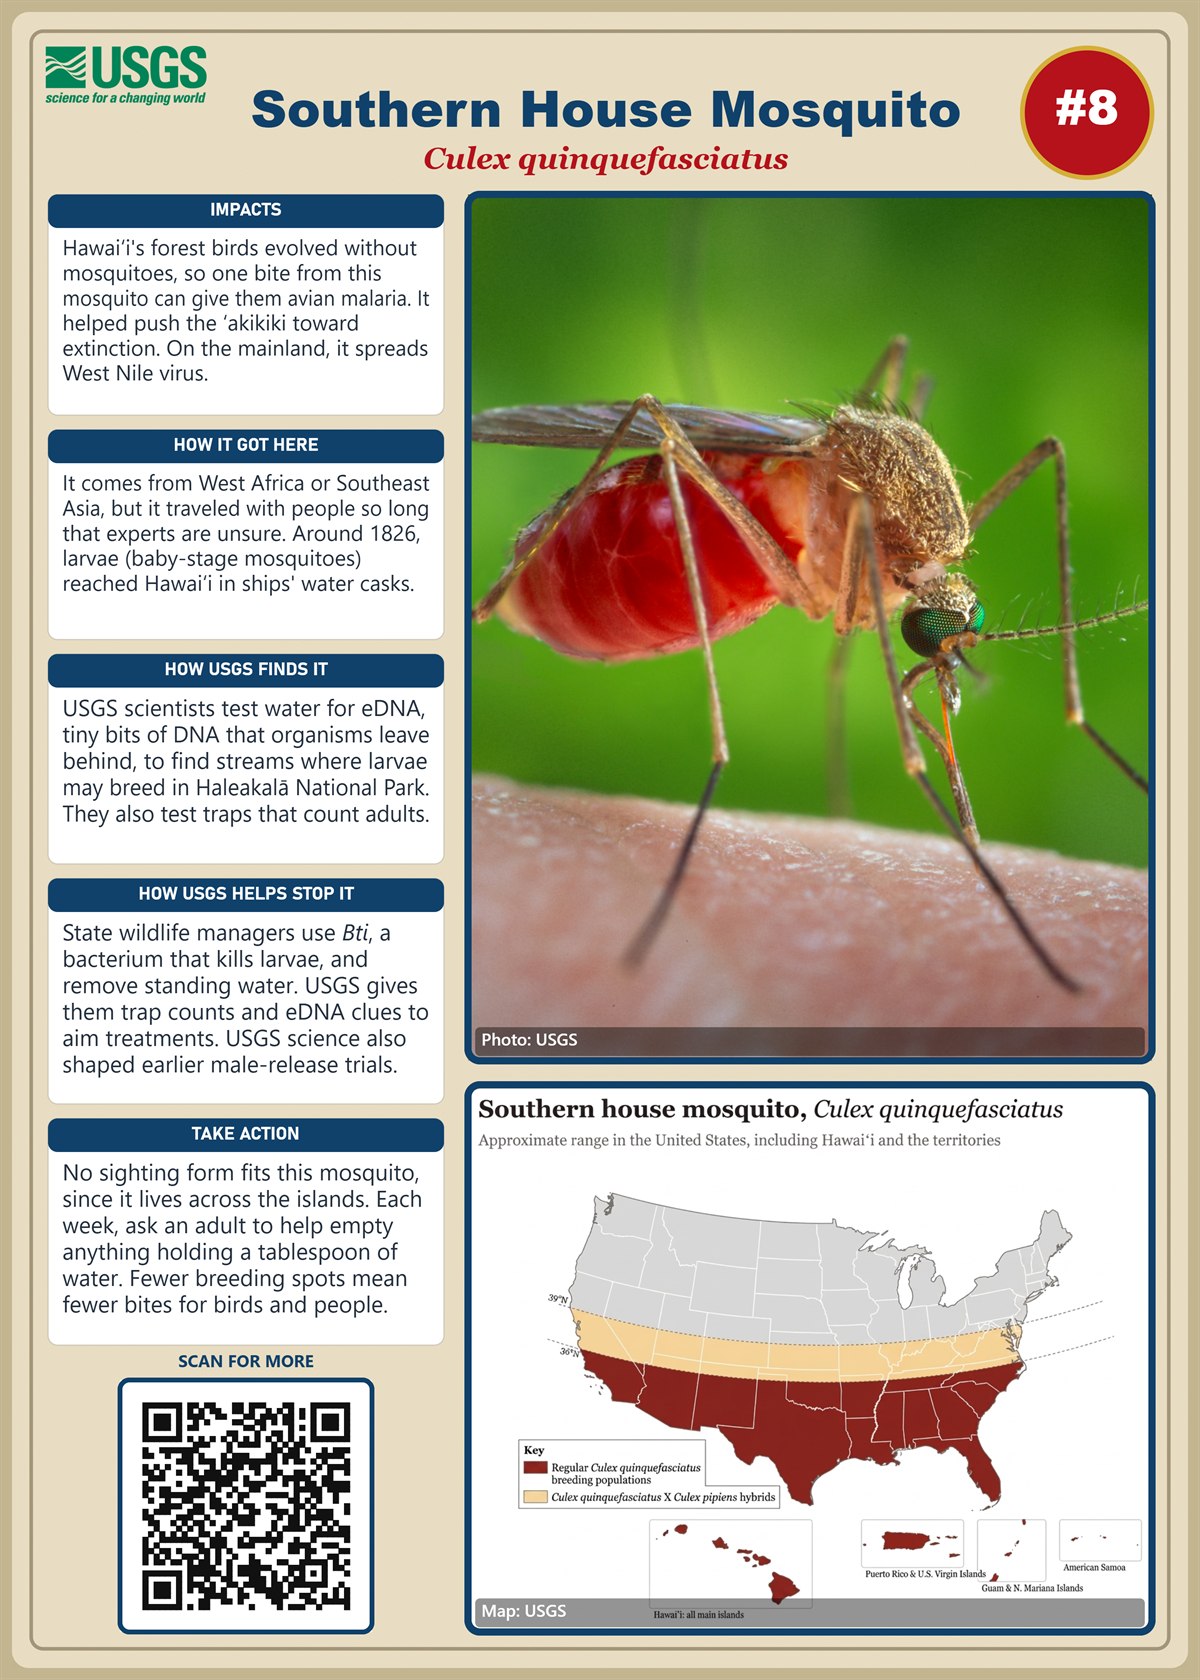 USGS
science for a changing world
Southern House Mosquito
Culex quinquefasciatus
#8
IMPACTS
Hawaiʻi's forest birds evolved without
mosquitoes, so one bite from this
mosquito can give them avian malaria. It
helped push the ʻakikiki toward
extinction. On the mainland, it spreads
West Nile virus.
HOW IT GOT HERE
It comes from West Africa or Southeast
Asia, but it traveled with people so long
that experts are unsure. Around 1826,
larvae (baby-stage mosquitoes)
reached Hawaiʻi in ships' water casks.
HOW USGS FINDS IT
USGS scientists test water for eDNA,
tiny bits of DNA that organisms leave
behind, to find streams where larvae
may breed in Haleakalā National Park.
They also test traps that count adults.
HOW USGS HELPS STOP IT
State wildlife managers use Bti, a
bacterium that kills larvae, and
remove standing water. USGS gives
them trap counts and eDNA clues to
aim treatments. USGS science also
shaped earlier male-release trials.
TAKE ACTION
No sighting form fits this mosquito,
since it lives across the islands. Each
week, ask an adult to help empty
anything holding a tablespoon of
water. Fewer breeding spots mean
fewer bites for birds and people.
SCAN FOR MORE
Photo: USGS
Southern house mosquito, Culex quinquefasciatus
Approximate range in the United States, including Hawaiʻi and the territories
39°N
36°N
Key
Regular Culex quinquefasciatus
breeding populations
Culex quinquefasciatus X Culex pipiens hybrids
Hawaiʻi: all main islands
Puerto Rico & U.S. Virgin Islands
Guam & N. Mariana Islands
American Samoa
Map: USGS